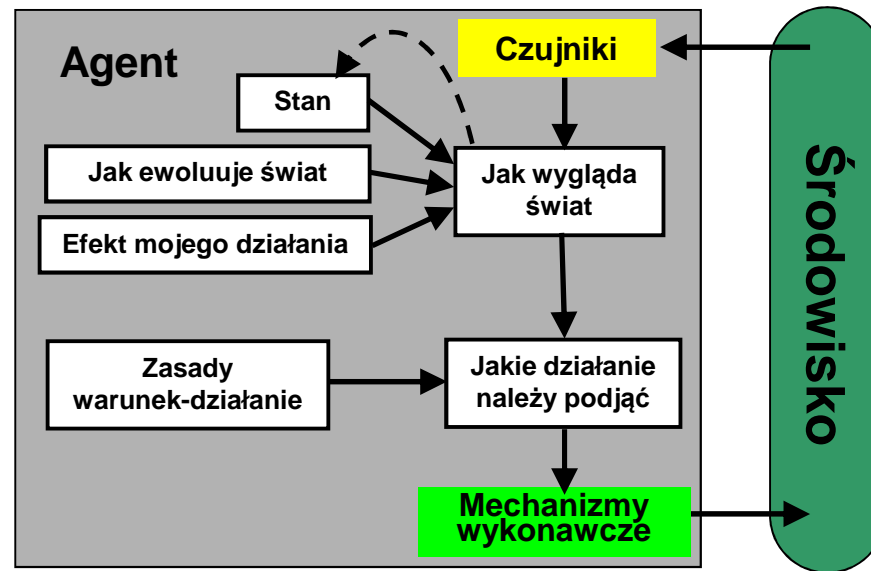 Agent
Czujniki
Stan
Jak ewoluuje świat
Jak wygląda
świat
Efekt mojego działania
Zasady
warunek-działanie
Jakie działanie
należy podjąć
Mechanizmy
wykonawcze
Środowisko